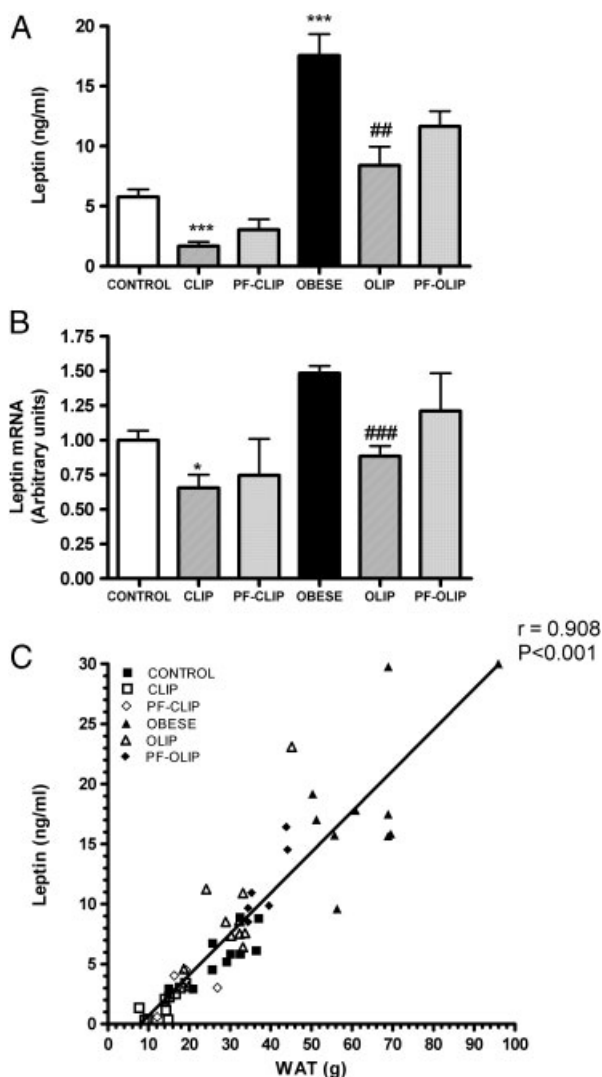 A
Leptin (ng/ml)
20
15
10
5
0
***
***
##
CONTROL CLIP PF-CLIP OBESE OLIP PF-OLIP
B
Leptin mRNA
(Arbitrary units)
1.75
1.50
1.25
1.00
0.75
0.50
0.25
0.00
*
###
CONTROL CLIP PF-CLIP OBESE OLIP PF-OLIP
C
r = 0.908
P<0.001
Leptin (ng/ml)
30
25
20
15
10
5
0
CONTROL
CLIP
PF-CLIP
OBESE
OLIP
PF-OLIP
0 10 20 30 40 50 60 70 80 90 100
WAT (g)